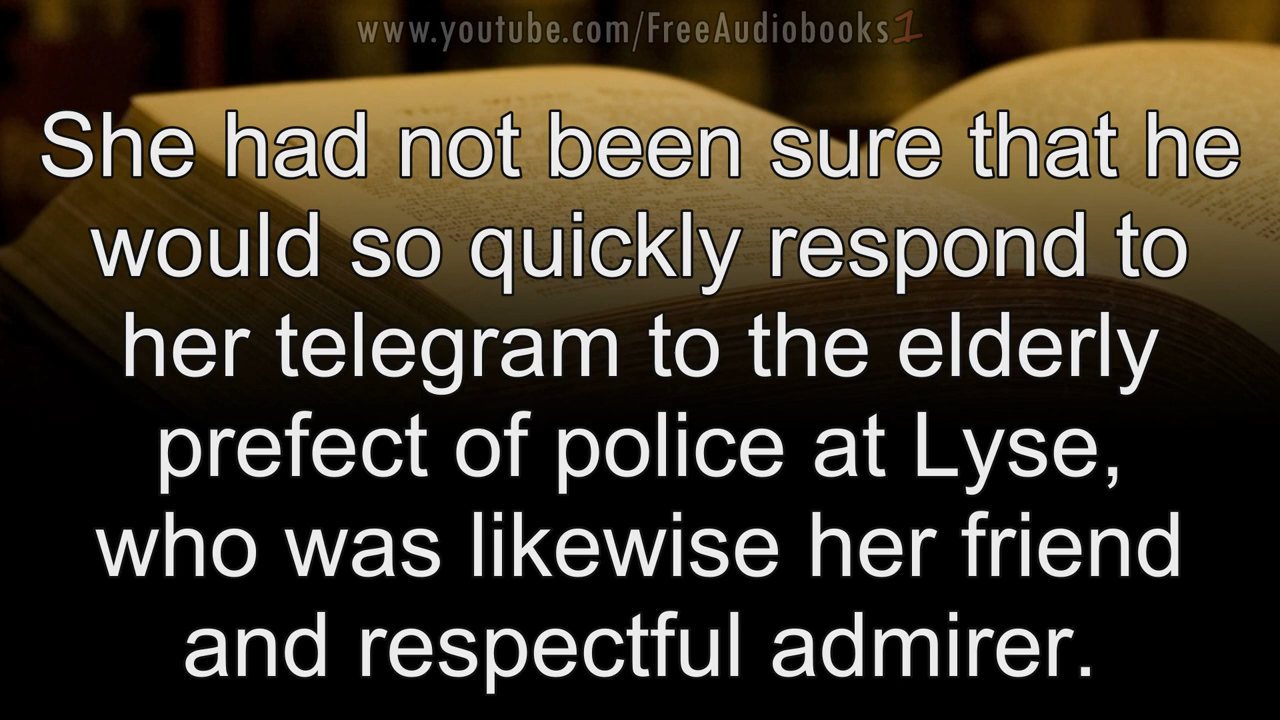 www.youtube.com/FreeAudiobooks1
She had not been sure that he
would so quickly respond to
her telegram to the elderly
prefect of police at Lyse,
who was likewise her friend
and respectful admirer.